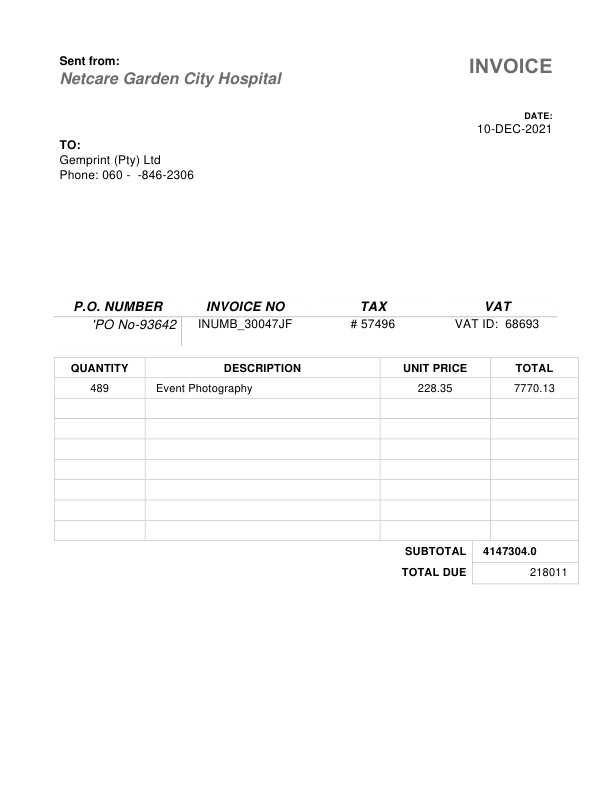 Sent from:
Netcare Garden City Hospital
INVOICE
DATE:
10-DEC-2021
TO:
Gemprint (Pty) Ltd
Phone: 060 -  -846-2306
P.O. NUMBER INVOICE NO TAX VAT
'PO No-93642 INUMB_30047JF # 57496 VAT ID: 68693
QUANTITY DESCRIPTION UNIT PRICE TOTAL
489 Event Photography 228.35 7770.13
SUBTOTAL 4147304.0
TOTAL DUE 218011